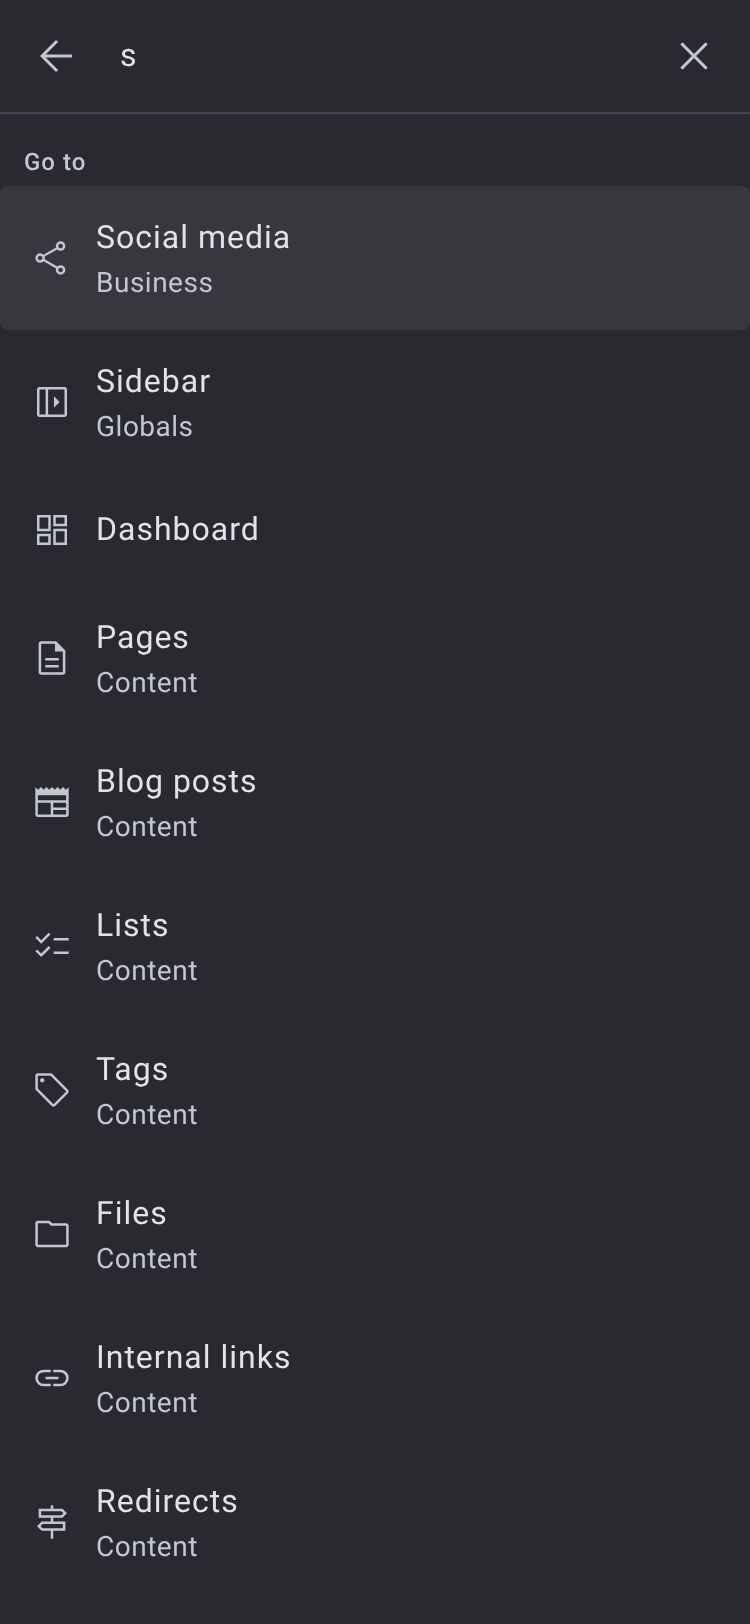 s
Go to
Social media
Business
Sidebar
Globals
Dashboard
Pages
Content
Blog posts
Content
Lists
Content
Tags
Content
Files
Content
Internal links
Content
Redirects
Content